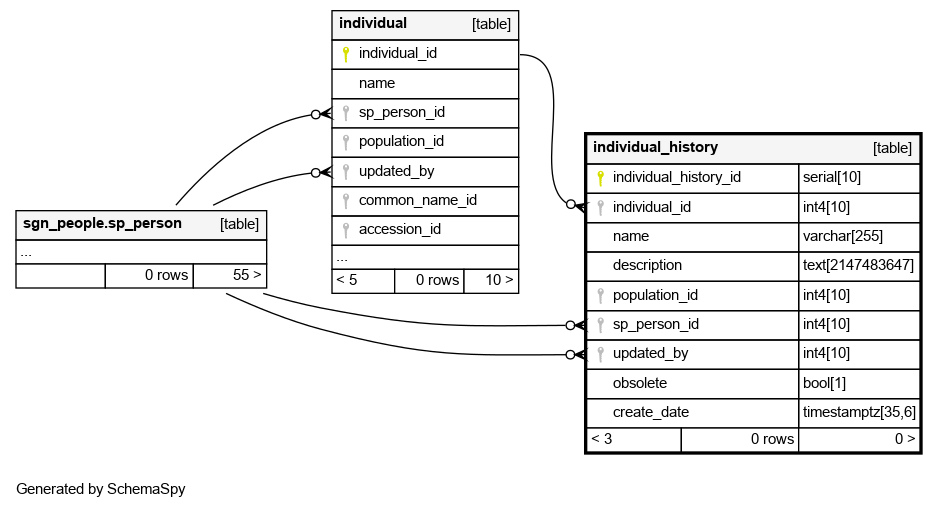 individual [table]
individual_id
name
sp_person_id
population_id
updated_by
common_name_id
accession_id
...
< 5 0 rows 10 >
sgn_people.sp_person [table]
...
0 rows 55 >
individual_history [table]
individual_history_id serial[10]
individual_id int4[10]
name varchar[255]
description text[2147483647]
population_id int4[10]
sp_person_id int4[10]
updated_by int4[10]
obsolete bool[1]
create_date timestamptz[35,6]
< 3 0 rows 0 >
Generated by SchemaSpy